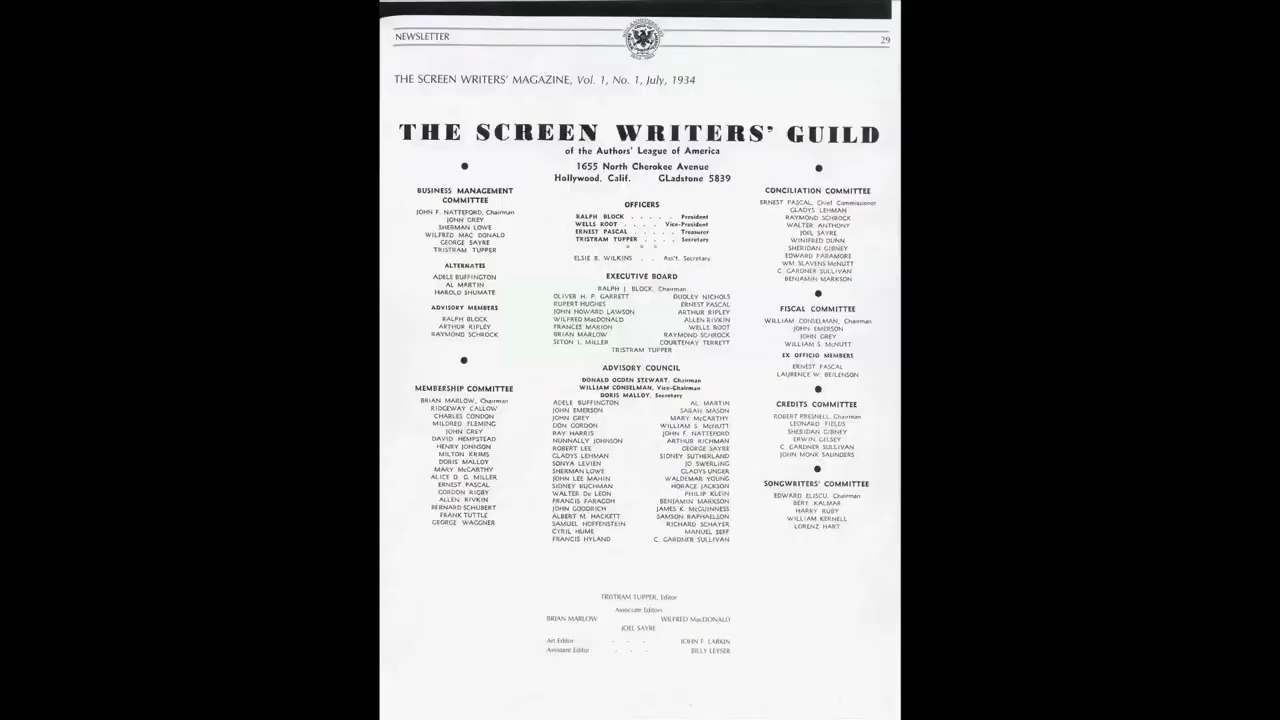 NEWSLETTER
29
THE SCREEN WRITERS' MAGAZINE, Vol. 1, No. 1, July, 1934
THE SCREEN WRITERS' GUILD
of the Authors' League of America
1655 North Cherokee Avenue
Hollywood, Calif. GLadstone 5839
BUSINESS MANAGEMENT
COMMITTEE
JOHN F. NATTEFORD, Chairman
JOHN GREY
SHERMAN LOWE
WILFRED MAC DONALD
GEORGE SAYRE
TRISTRAM TUPPER
ALTERNATES
ADELE BUFFINGTON
AL MARTIN
HAROLD SHUMATE
ADVISORY MEMBERS
RALPH BLOCK
ARTHUR RIPLEY
RAYMOND SCHROCK
MEMBERSHIP COMMITTEE
BRIAN MARLOW, Chairman
RIDGEWAY CALLOW
CHARLES CONDON
MILDRED FLEMING
JOHN GREY
DAVID HEMPSTEAD
HENRY JOHNSON
MILTON KRIMS
DORIS MALLOY
MARY McCARTHY
ALICE D. G. MILLER
ERNEST PASCAL
GORDON RIGBY
ALLEN RIVKIN
BERNARD SCHUBERT
FRANK TUTTLE
GEORGE WAGGNER
OFFICERS
RALPH BLOCK . . . . . President
WELLS ROOT . . . . Vice-President
ERNEST PASCAL . . . . . Treasurer
TRISTRAM TUPPER . . . . Secretary
ELSIE B. WILKINS . . Ass't. Secretary
EXECUTIVE BOARD
RALPH J. BLOCK, Chairman
OLIVER H. P. GARRETT DUDLEY NICHOLS
RUPERT HUGHES ERNEST PASCAL
JOHN HOWARD LAWSON ARTHUR RIPLEY
WILFRED MacDONALD ALLEN RIVKIN
FRANCES MARION WELLS ROOT
BRIAN MARLOW RAYMOND SCHROCK
SETON I. MILLER COURTENAY TERRETT
TRISTRAM TUPPER
ADVISORY COUNCIL
DONALD OGDEN STEWART, Chairman
WILLIAM CONSELMAN, Vice-Chairman
DORIS MALLOY, Secretary
ADELE BUFFINGTON AL MARTIN
JOHN EMERSON SARAH MASON
JOHN GREY MARY McCARTHY
DON GORDON WILLIAM S. McNUTT
RAY HARRIS JOHN F. NATTEFORD
NUNNALLY JOHNSON ARTHUR RICHMAN
ROBERT LEE GEORGE SAYRE
GLADYS LEHMAN SIDNEY SUTHERLAND
SONYA LEVIEN JO SWERLING
SHERMAN LOWE GLADYS UNGER
JOHN LEE MAHIN WALDEMAR YOUNG
SIDNEY BUCHMAN HORACE JACKSON
WALTER De LEON PHILIP KLEIN
FRANCIS FARAGOH BENJAMIN MARKSON
JOHN GOODRICH JAMES K. McGUINNESS
ALBERT M. HACKETT SAMSON RAPHAELSON
SAMUEL HOFFENSTEIN RICHARD SCHAYER
CYRIL HUME MANUEL SEFF
FRANCIS HYLAND C. GARDNER SULLIVAN
CONCILIATION COMMITTEE
ERNEST PASCAL, Chief Commissioner
GLADYS LEHMAN
RAYMOND SCHROCK
WALTER ANTHONY
JOEL SAYRE
WINIFRED DUNN
SHERIDAN GIBNEY
EDWARD PARAMORE
WM. SLAVENS McNUTT
C. GARDNER SULLIVAN
BENJAMIN MARKSON
FISCAL COMMITTEE
WILLIAM CONSELMAN, Chairman
JOHN EMERSON
JOHN GREY
WILLIAM S. McNUTT
EX OFFICIO MEMBERS
ERNEST PASCAL
LAURENCE W. BEILENSON
CREDITS COMMITTEE
ROBERT PRESNELL, Chairman
LEONARD FIELDS
SHERIDAN GIBNEY
ERWIN GELSEY
C. GARDNER SULLIVAN
JOHN MONK SAUNDERS
SONGWRITERS' COMMITTEE
EDWARD ELISCU, Chairman
BERT KALMAR
HARRY RUBY
WILLIAM KERNELL
LORENZ HART
TRISTRAM TUPPER, Editor
Associate Editors
BRIAN MARLOW WILFRED MacDONALD
JOEL SAYRE
Art Editor - - - JOHN F. LARKIN
Assistant Editor - - - BILLY LEYSER